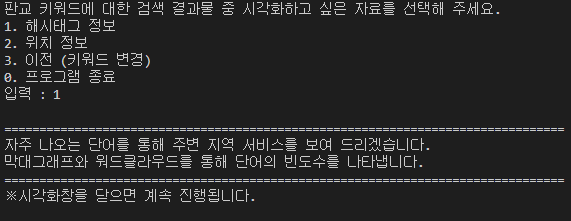 판교 키워드에 대한 검색 결과물 중 시각화하고 싶은 자료를 선택해 주세요.
1. 해시태그 정보
2. 위치 정보
3. 이전 (키워드 변경)
0. 프로그램 종료
입력 : 1
================================================================================
자주 나오는 단어를 통해 주변 지역 서비스를 보여 드리겠습니다.
막대그래프와 워드클라우드를 통해 단어의 빈도수를 나타냅니다.
================================================================================
※시각화창을 닫으면 계속 진행됩니다.